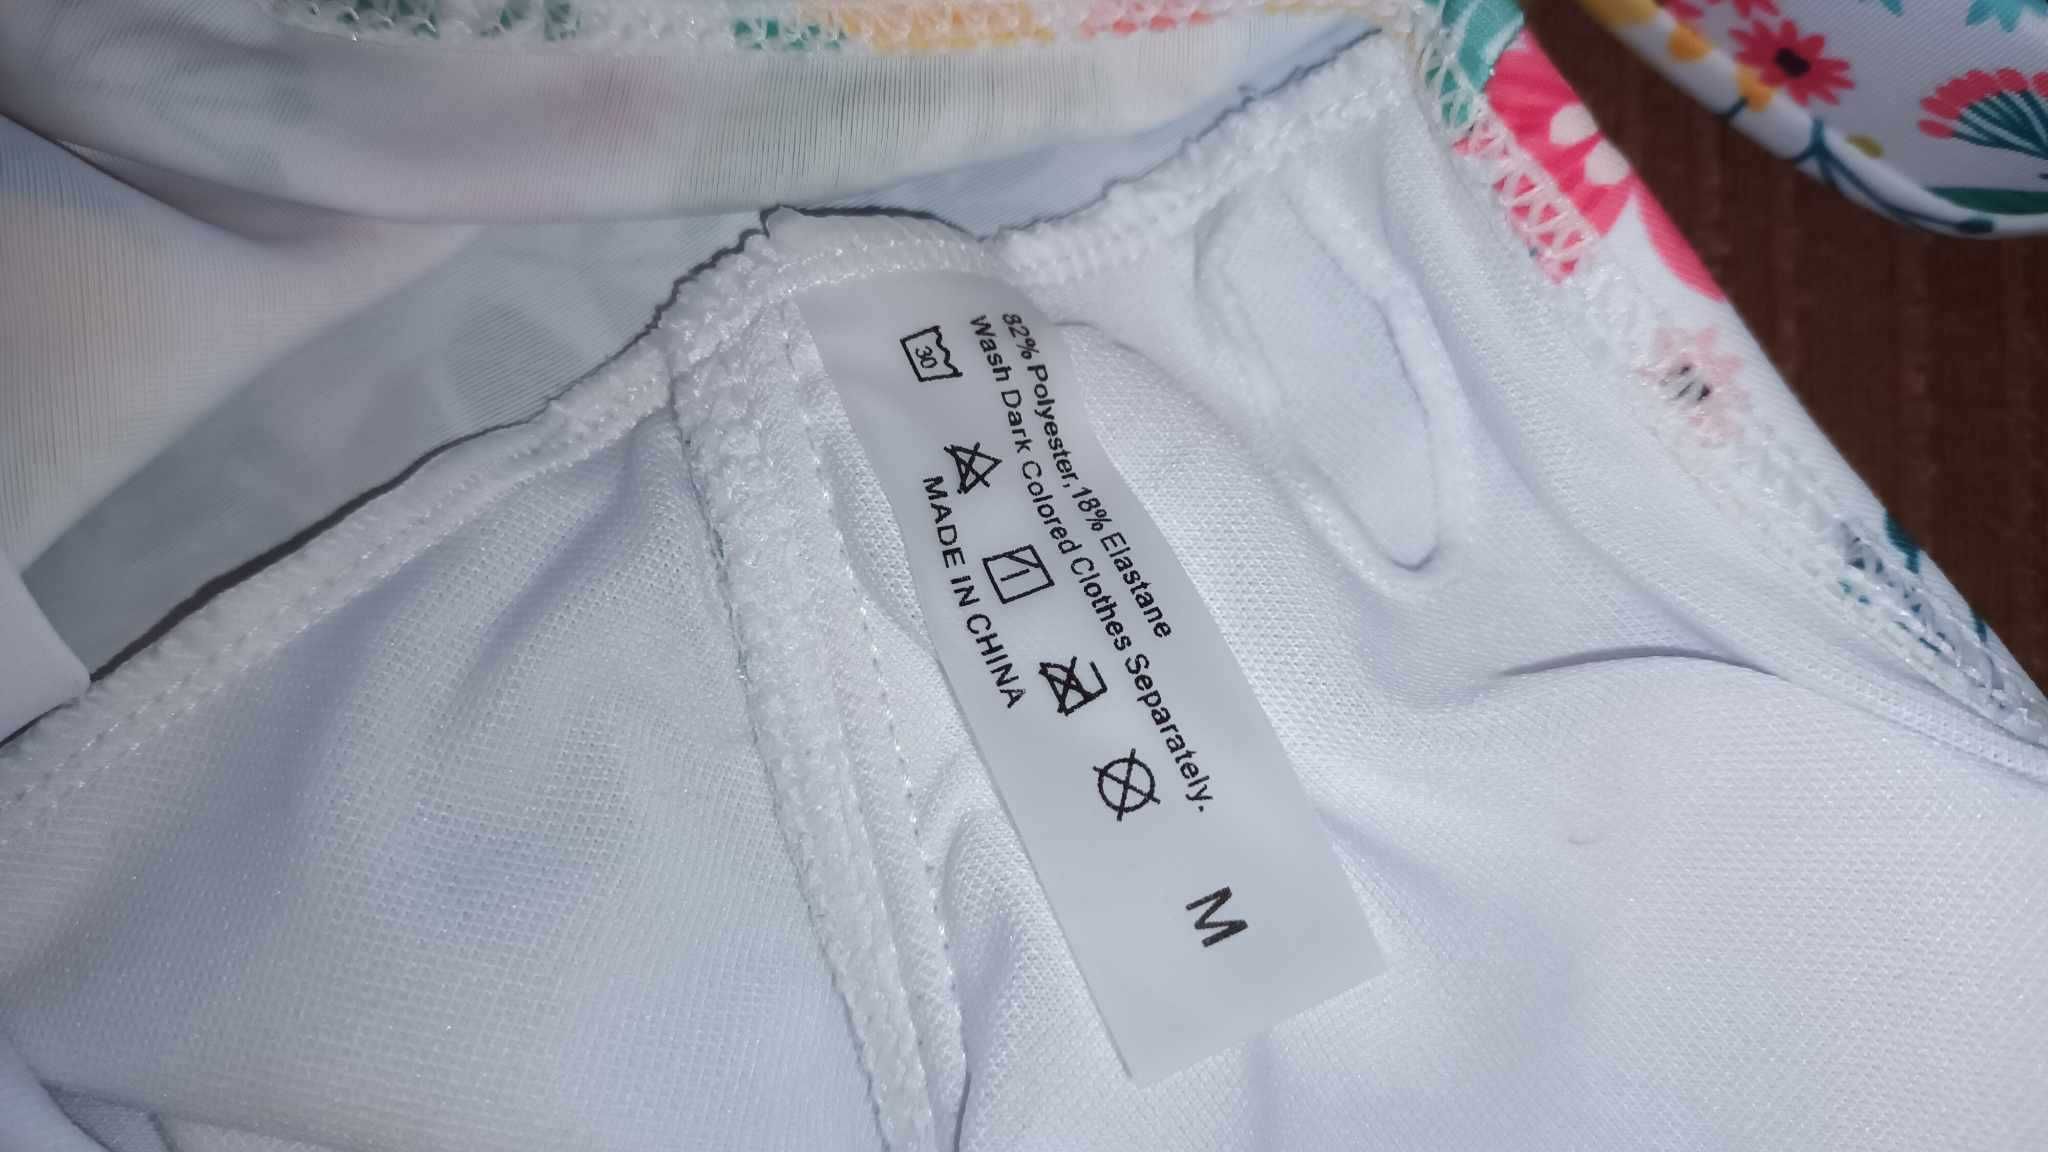 82% Polyester,18% Elastane
Wash Dark Colored Clothes Separately.
30
MADE IN CHINA
M